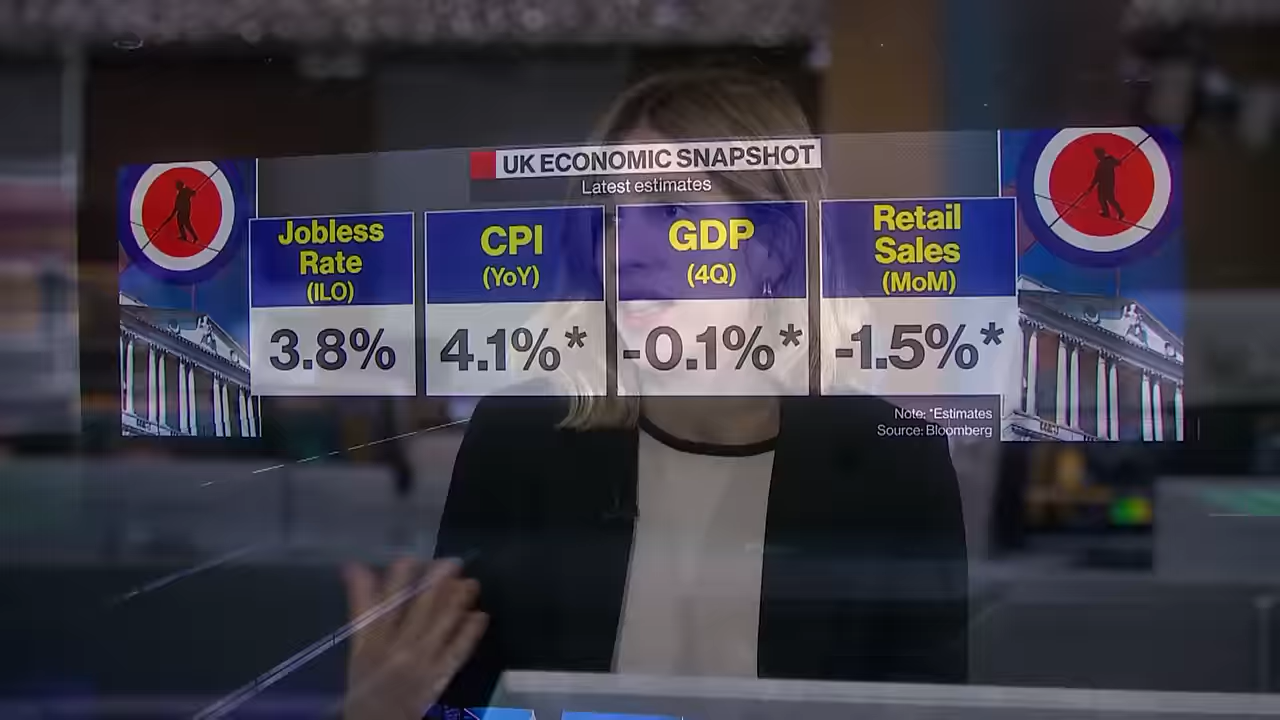 UK ECONOMIC SNAPSHOT
Latest estimates
Jobless
Rate
(ILO)
3.8%
CPI
(YoY)
4.1%*
GDP
(4Q)
-0.1%*
Retail
Sales
(MoM)
-1.5%*
Note: *Estimates
Source: Bloomberg